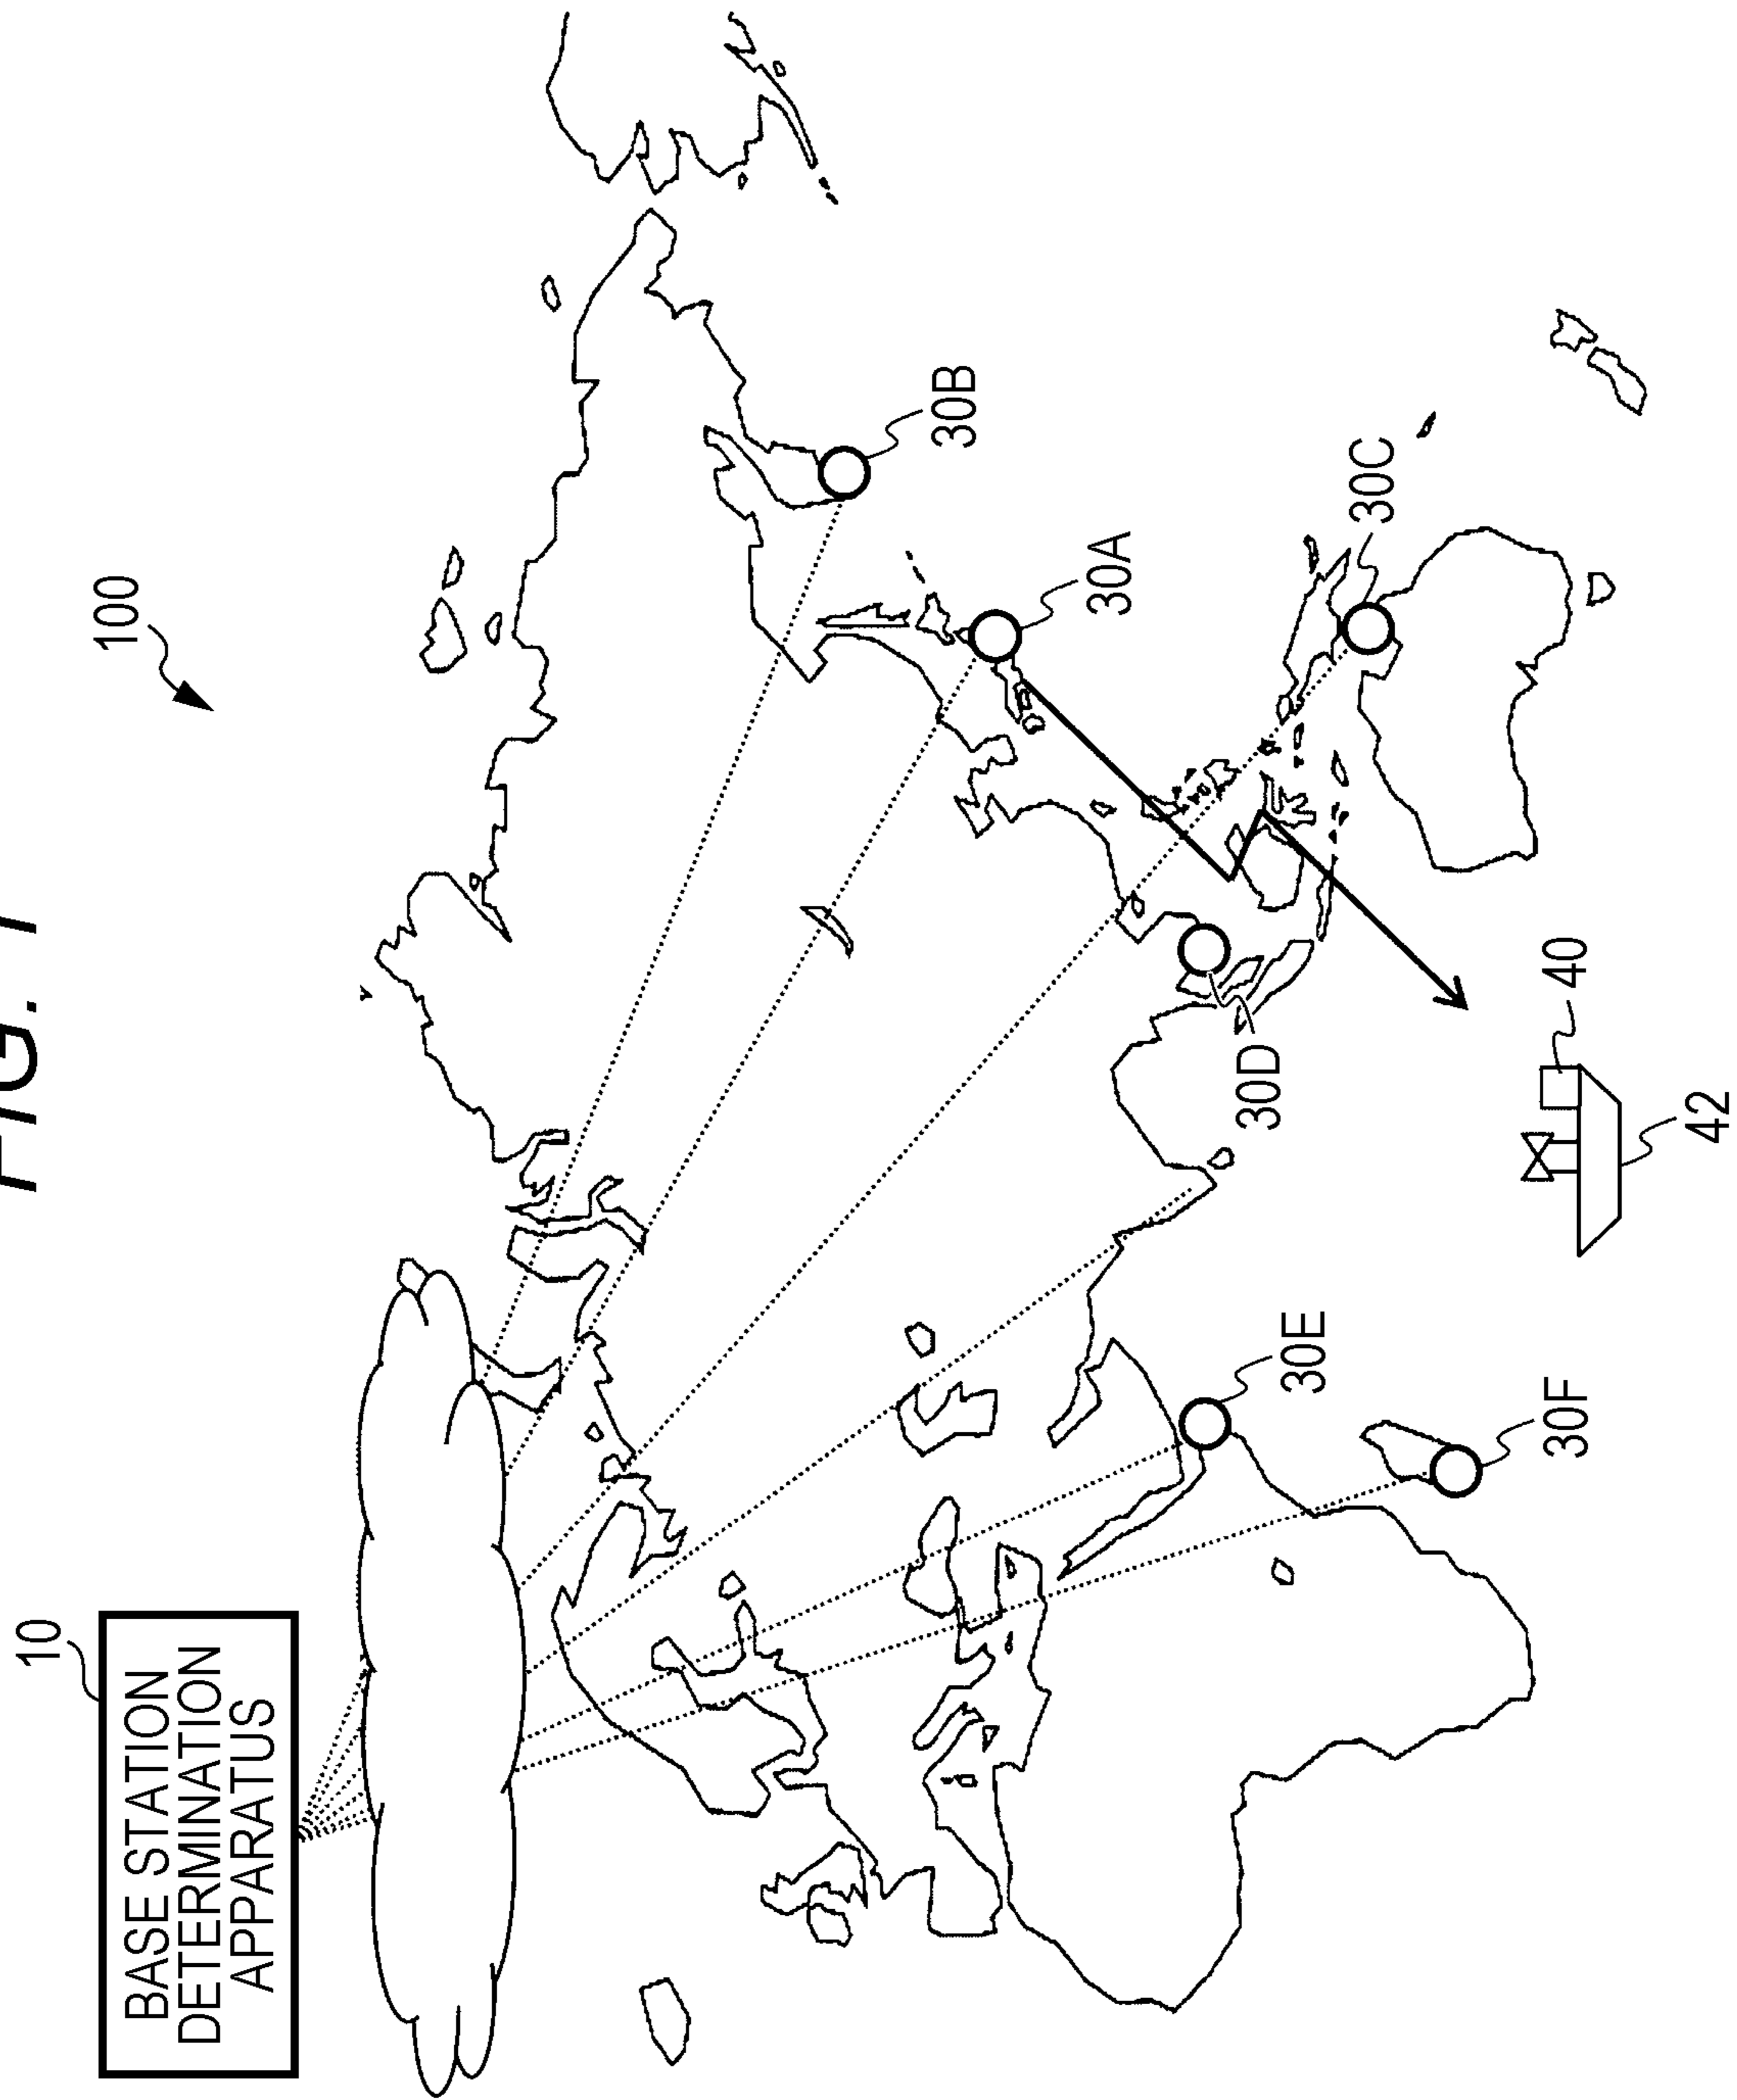 FIG. 1
100
10
BASE STATION
DETERMINATION
APPARATUS
30B
30A
30C
30D
30E
30F
40
42